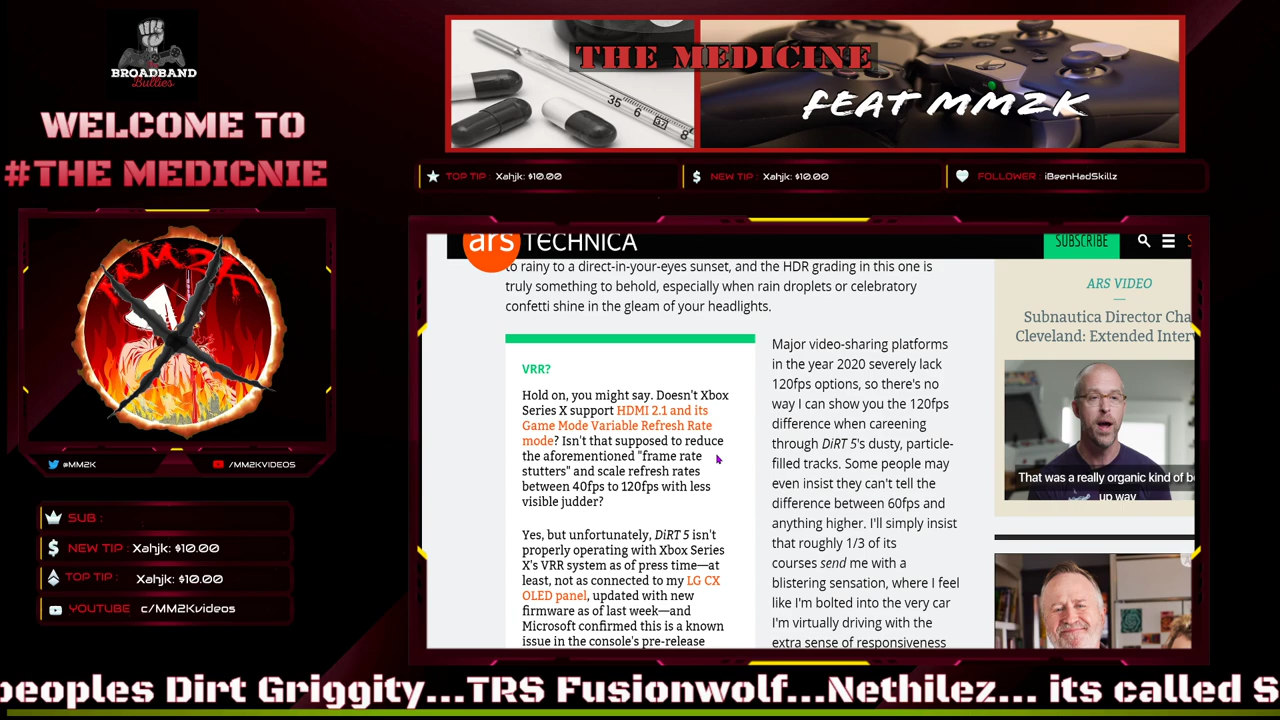 BROADBAND
Bullies
WELCOME TO
#THE MEDICNIE
MM2K
@MM2K
/MM2KVIDEOS
SUB :
NEW TIP : Xahjk: $10.00
TOP TIP : Xahjk: $10.00
YOUTUBE c/MM2Kvideos
THE MEDICINE
FEAT MM2K
35
6
37
8
TOP TIP : Xahjk: $10.00
NEW TIP : Xahjk: $10.00
FOLLOWER : iBeenHadSkillz
ars TECHNICA
SUBSCRIBE
to rainy to a direct-in-your-eyes sunset, and the HDR grading in this one is
truly something to behold, especially when rain droplets or celebratory
confetti shine in the gleam of your headlights.
VRR?
Hold on, you might say. Doesn't Xbox
Series X support HDMI 2.1 and its
Game Mode Variable Refresh Rate
mode? Isn't that supposed to reduce
the aforementioned "frame rate
stutters" and scale refresh rates
between 40fps to 120fps with less
visible judder?
Yes, but unfortunately, DiRT 5 isn't
properly operating with Xbox Series
X's VRR system as of press time—at
least, not as connected to my LG CX
OLED panel, updated with new
firmware as of last week—and
Microsoft confirmed this is a known
issue in the console's pre-release
Major video-sharing platforms
in the year 2020 severely lack
120fps options, so there's no
way I can show you the 120fps
difference when careening
through DiRT 5's dusty, particle-
filled tracks. Some people may
even insist they can't tell the
difference between 60fps and
anything higher. I'll simply insist
that roughly 1/3 of its
courses send me with a
blistering sensation, where I feel
like I'm bolted into the very car
I'm virtually driving with the
extra sense of responsiveness
ARS VIDEO
Subnautica Director Cha
Cleveland: Extended Interv
That was a really organic kind of b
up way
peoples Dirt Griggity...TRS Fusionwolf...Nethilez... its called S